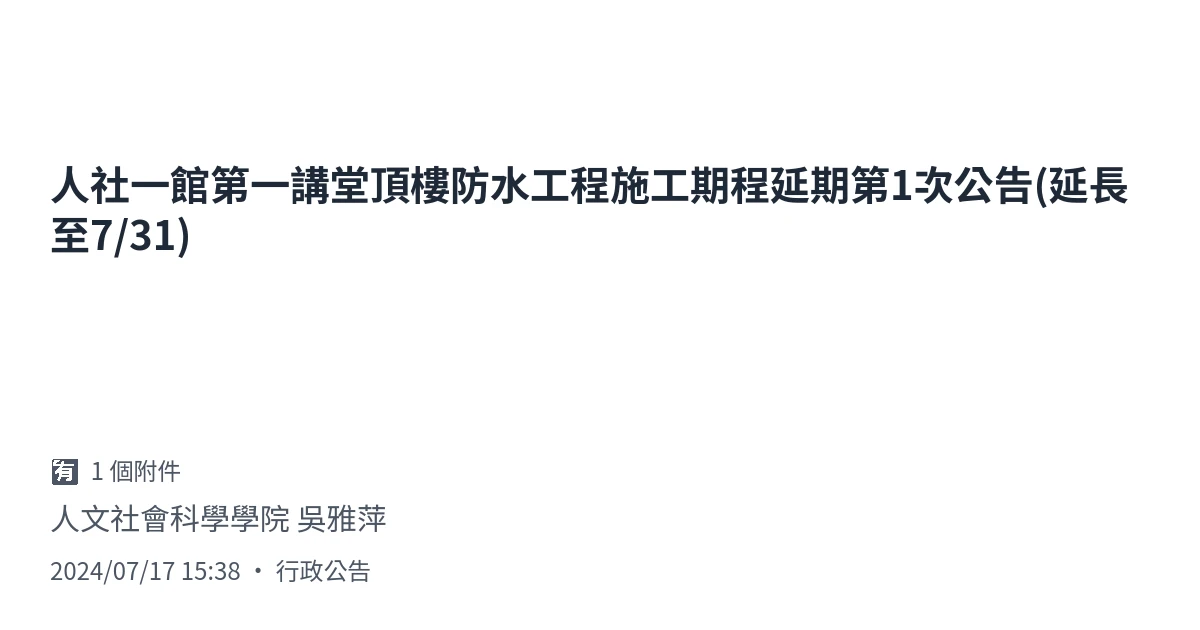 人社一館第一講堂頂樓防水工程施工期程延期第1次公告(延長
至7/31)
有 1 個附件
人文社會科學學院 吳雅萍
2024/07/17 15:38 • 行政公告